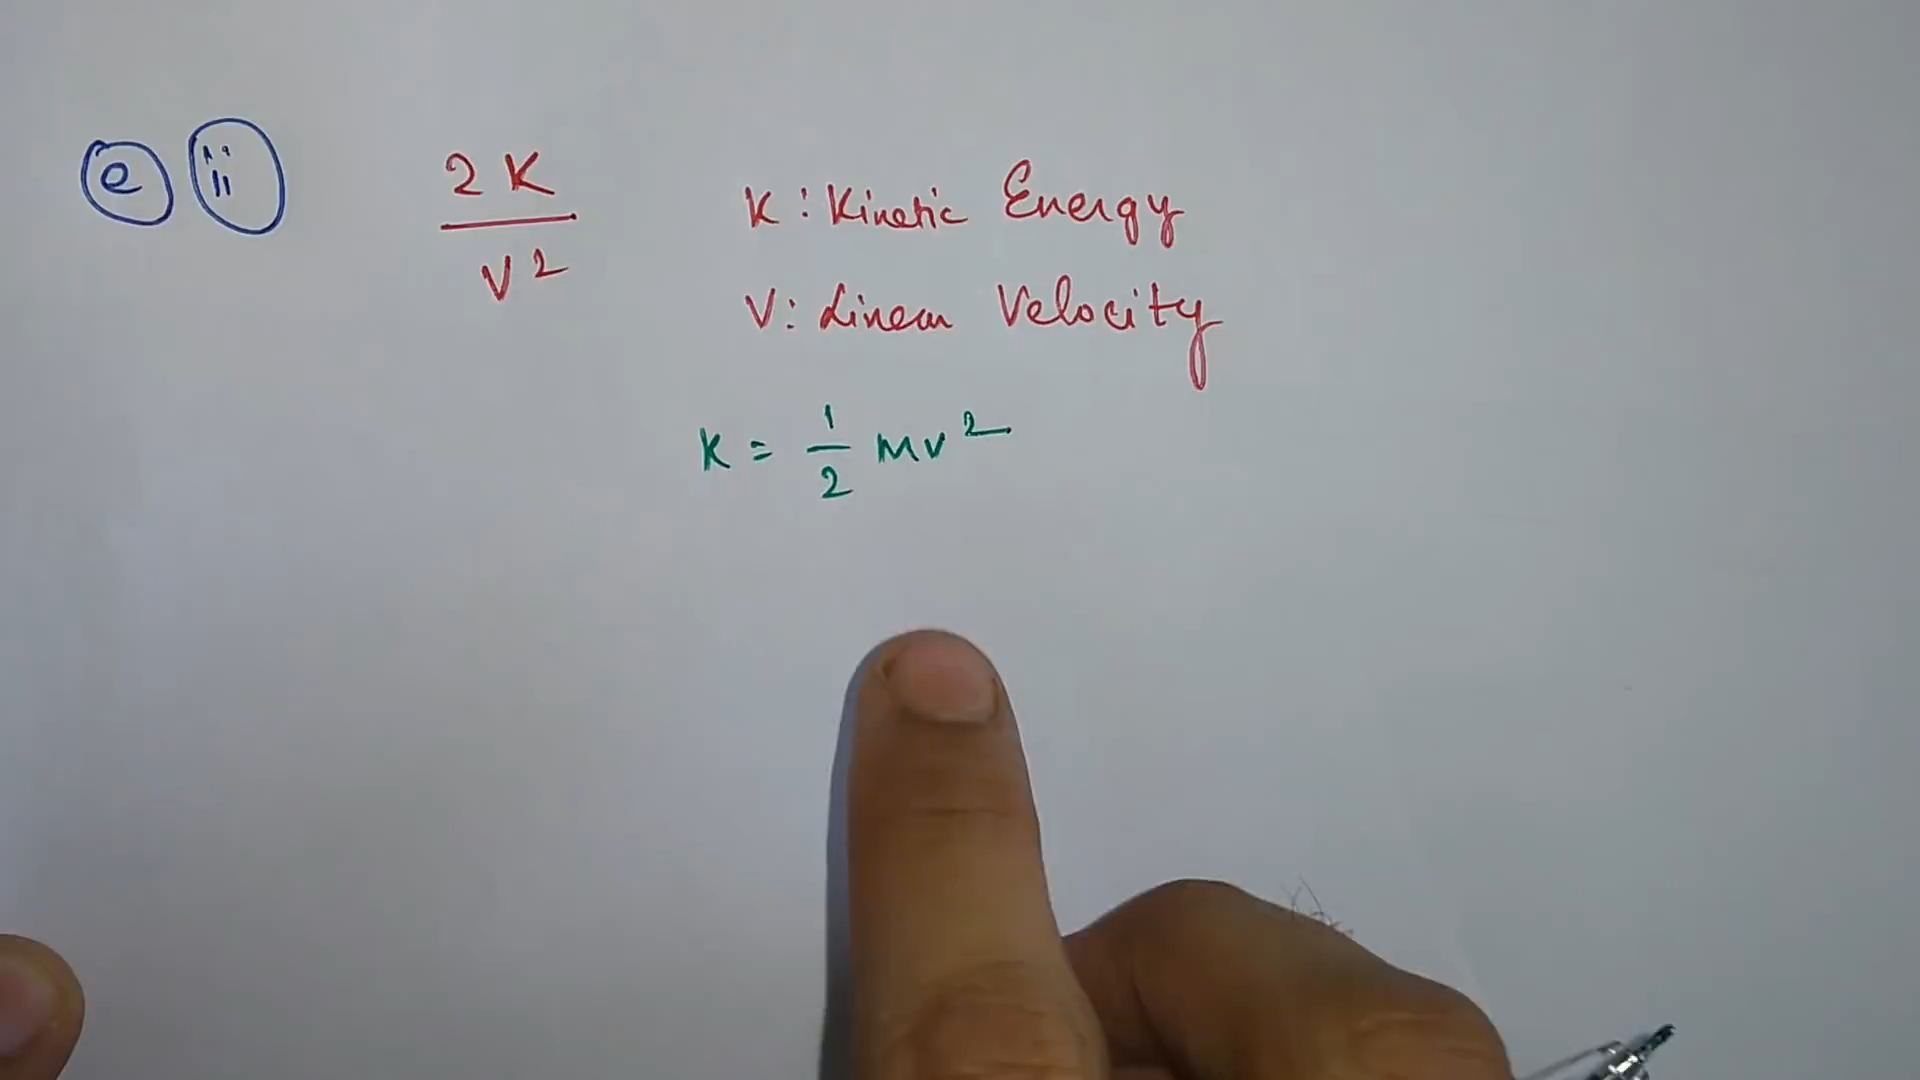 e ii 2K/V² K: Kinetic Energy
V: Linear Velocity
K = 1/2 mv²